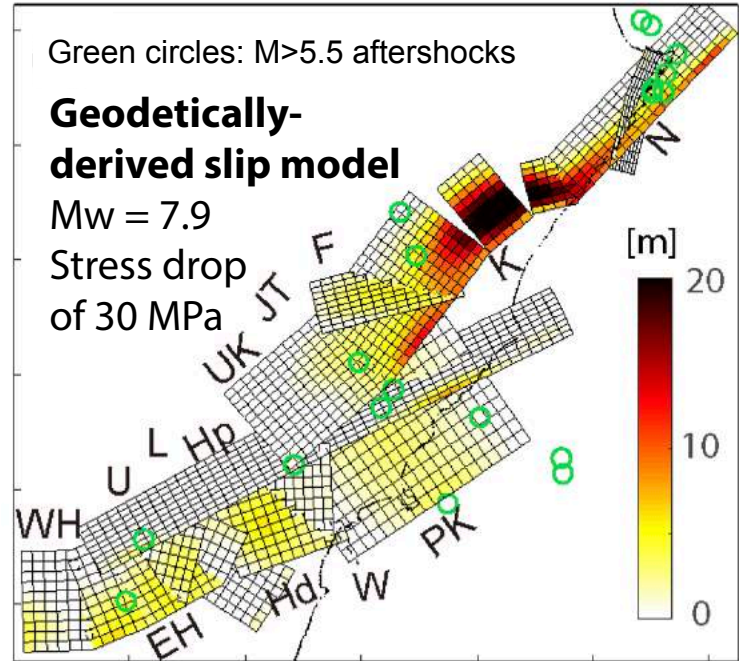 Green circles: M>5.5 aftershocks
Geodetically-
derived slip model
Mw = 7.9
Stress drop
of 30 MPa
N
[m]
F
K
20
JT
UK
L
Hp
10
U
WH
PK
W
Hd
0
EH